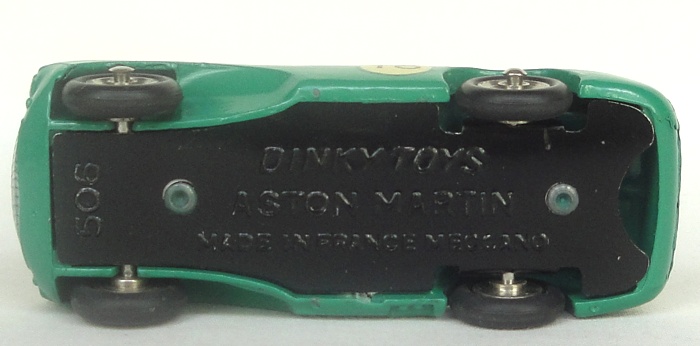 DINKY TOYS
ASTON MARTIN
MADE IN FRANCE MECCANO
506